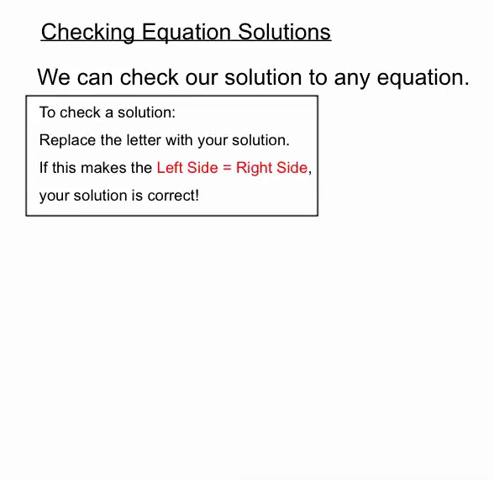 Checking Equation Solutions
We can check our solution to any equation.
To check a solution:
Replace the letter with your solution.
If this makes the Left Side = Right Side,
your solution is correct!